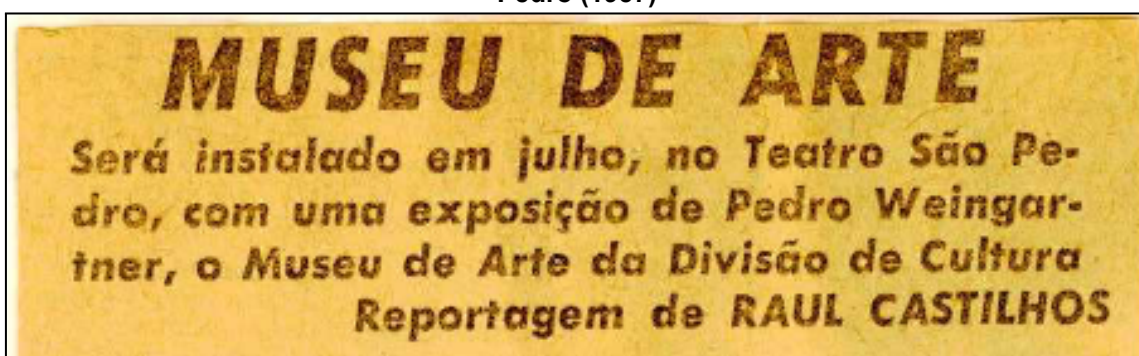 MUSEU DE ARTE
Será instalado em julho, no Teatro São Pe-
dro, com uma exposição de Pedro Weingar-
tner, o Museu de Arte da Divisão de Cultura
Reportagem de RAUL CASTILHOS